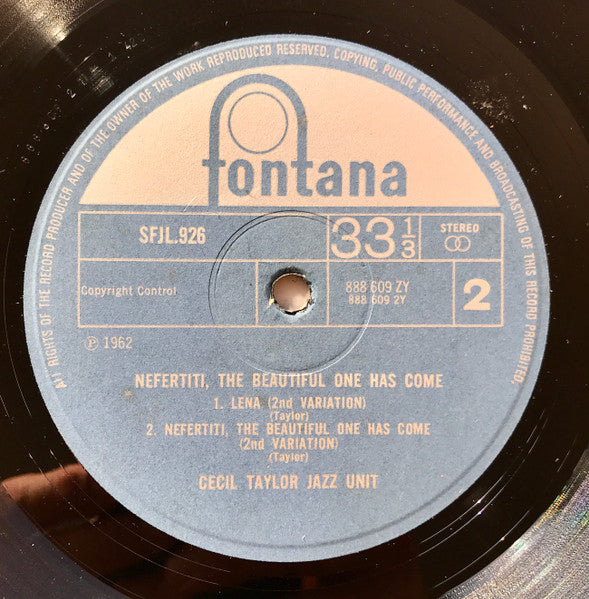 ALL RIGHTS OF THE RECORD PRODUCER AND OF THE OWNER OF THE WORK REPRODUCED RESERVED. COPYING, PUBLIC PERFORMANCE AND BROADCASTING OF THIS RECORD PROHIBITED.
fontana
SFJL.926
33 1/3
STEREO
Copyright Control
888 609 ZY
888 609 2Y
2
℗ 1962
NEFERTITI, THE BEAUTIFUL ONE HAS COME
1. LENA (2nd VARIATION)
(Taylor)
2. NEFERTITI, THE BEAUTIFUL ONE HAS COME
(2nd VARIATION)
(Taylor)
CECIL TAYLOR JAZZ UNIT